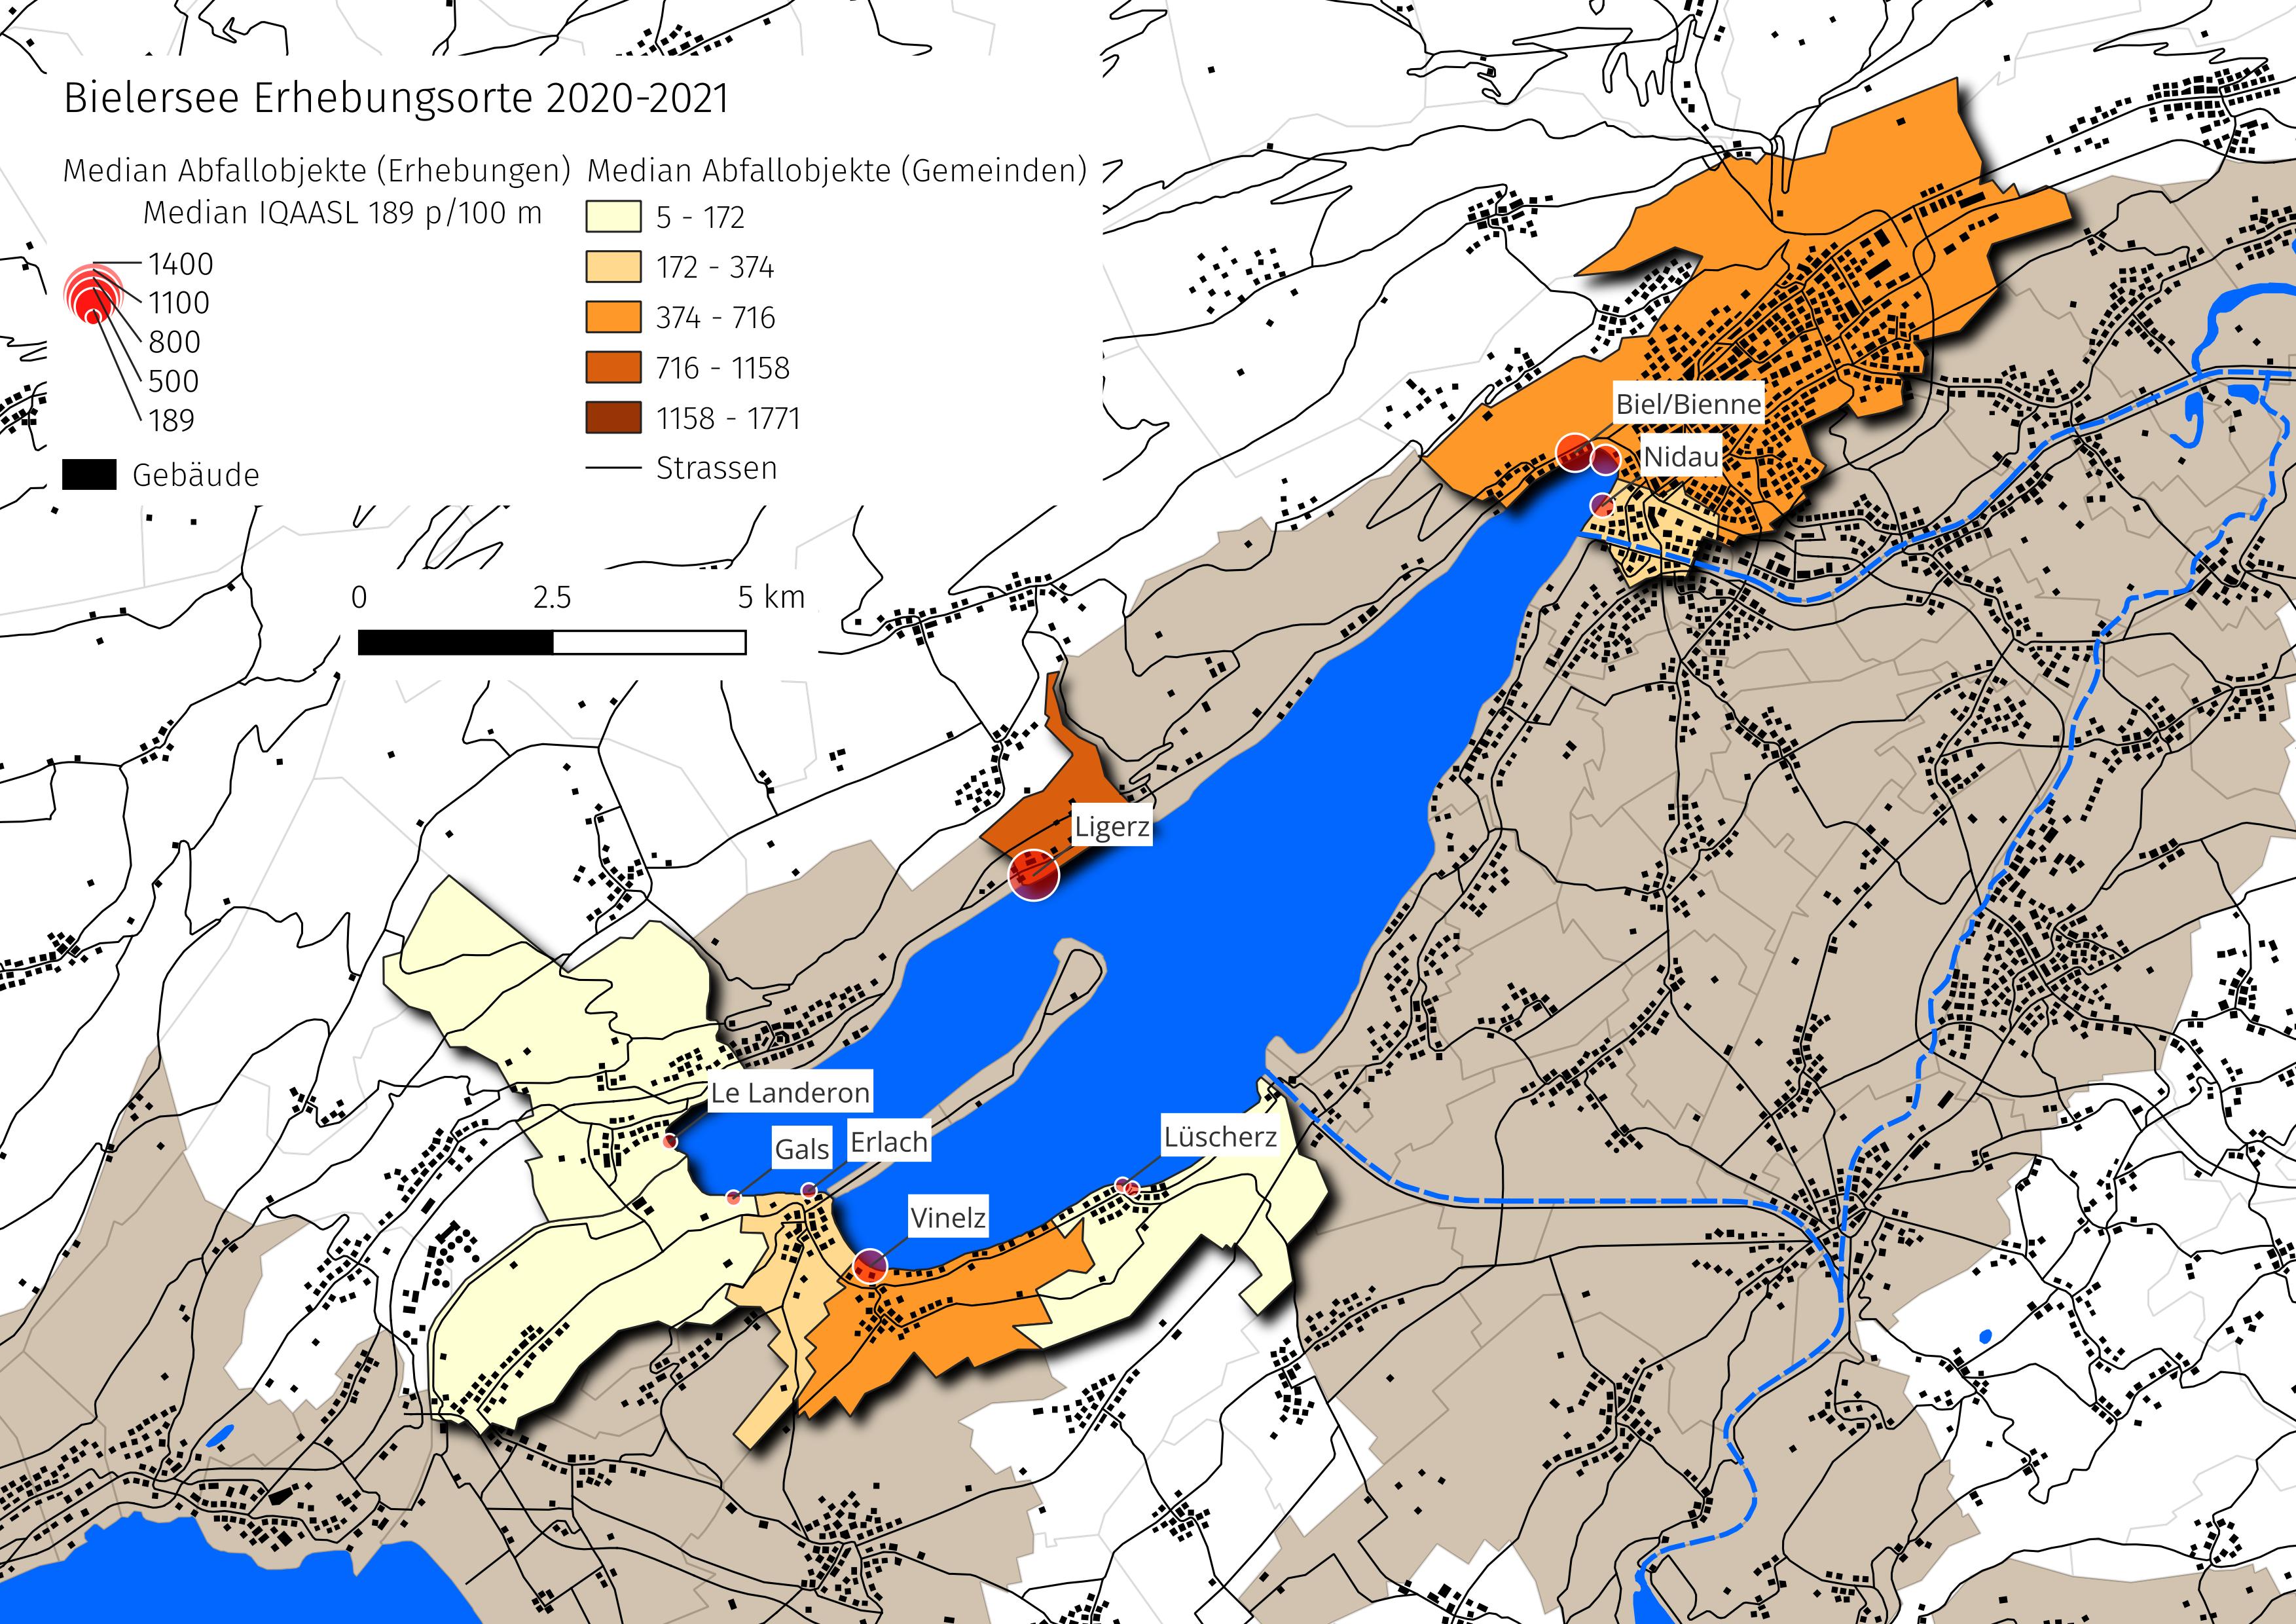 Bielersee Erhebungsorte 2020-2021
Median Abfallobjekte (Erhebungen)
Median IQAASL 189 p/100 m
1400
1100
800
500
189
Gebäude
Median Abfallobjekte (Gemeinden)
5 - 172
172 - 374
374 - 716
716 - 1158
1158 - 1771
Strassen
0 2.5 5 km
Biel/Bienne
Nidau
Ligerz
Le Landeron
Gals
Erlach
Lüscherz
Vinelz